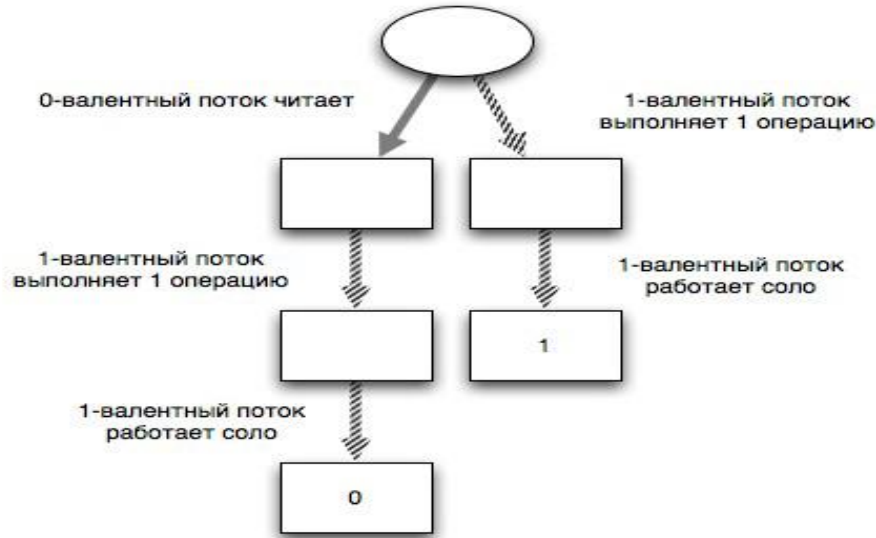 0-валентный поток читает
1-валентный поток
выполняет 1 операцию
1-валентный поток
выполняет 1 операцию
1-валентный поток
работает соло
1
1-валентный поток
работает соло
0